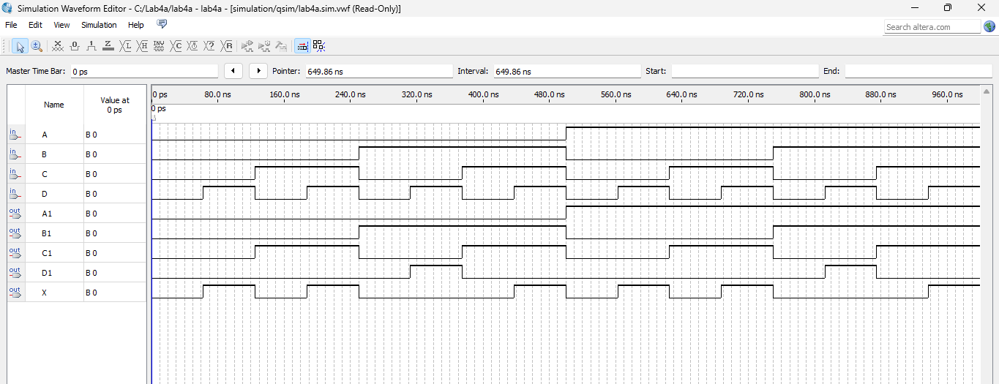 Simulation Waveform Editor - C:/Lab4a/lab4a - lab4a - [simulation/qsim/lab4a.sim.vwf (Read-Only)]
File Edit View Simulation Help
Search altera.com
Master Time Bar: 0 ps Pointer: 649.86 ns Interval: 649.86 ns Start: End:
Name Value at 0 ps
0 ps 80.0 ns 160.0 ns 240.0 ns 320.0 ns 400.0 ns 480.0 ns 560.0 ns 640.0 ns 720.0 ns 800.0 ns 880.0 ns 960.0 ns
0 ps
in A B 0
in B B 0
in C B 0
in D B 0
out A1 B 0
out B1 B 0
out C1 B 0
out D1 B 0
out X B 0